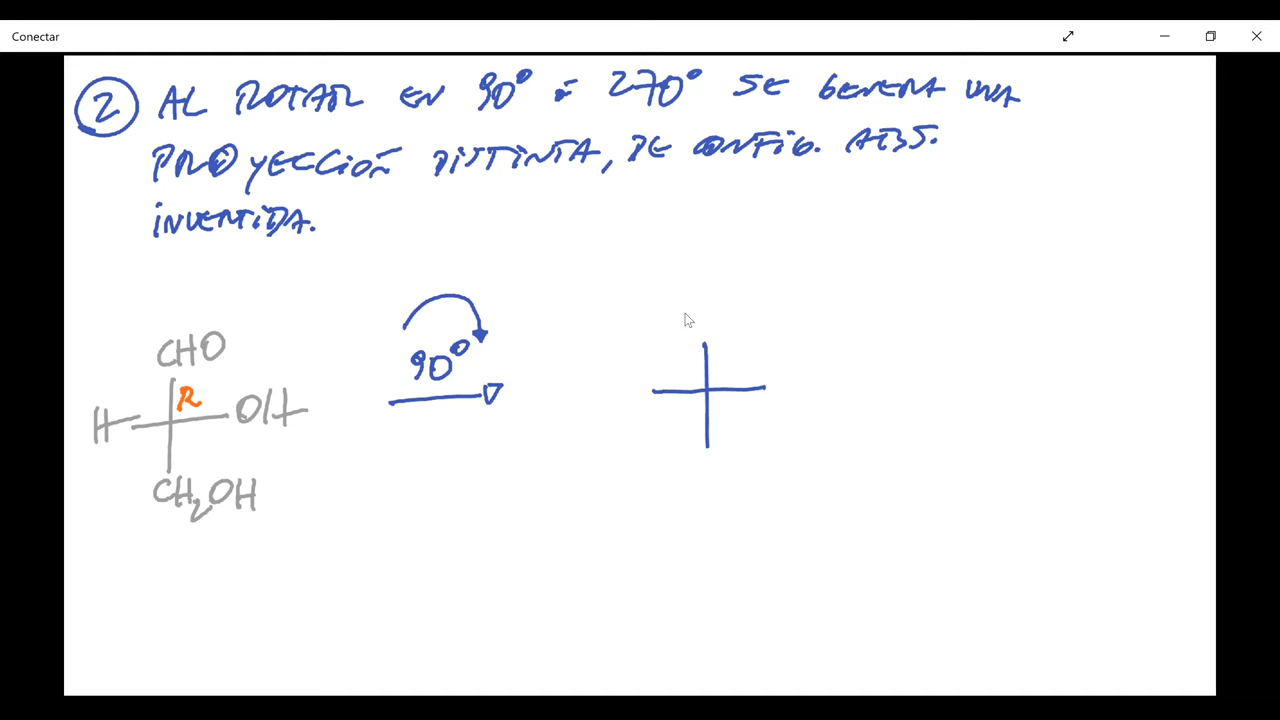 Conectar
2 AL ROTAR EN 90° ó 270° SE GENERA UNA
PROYECCIÓN DISTINTA, DE CONFIG. ABS.
INVERTIDA.
CHO
R
H OH
CH2OH
90°